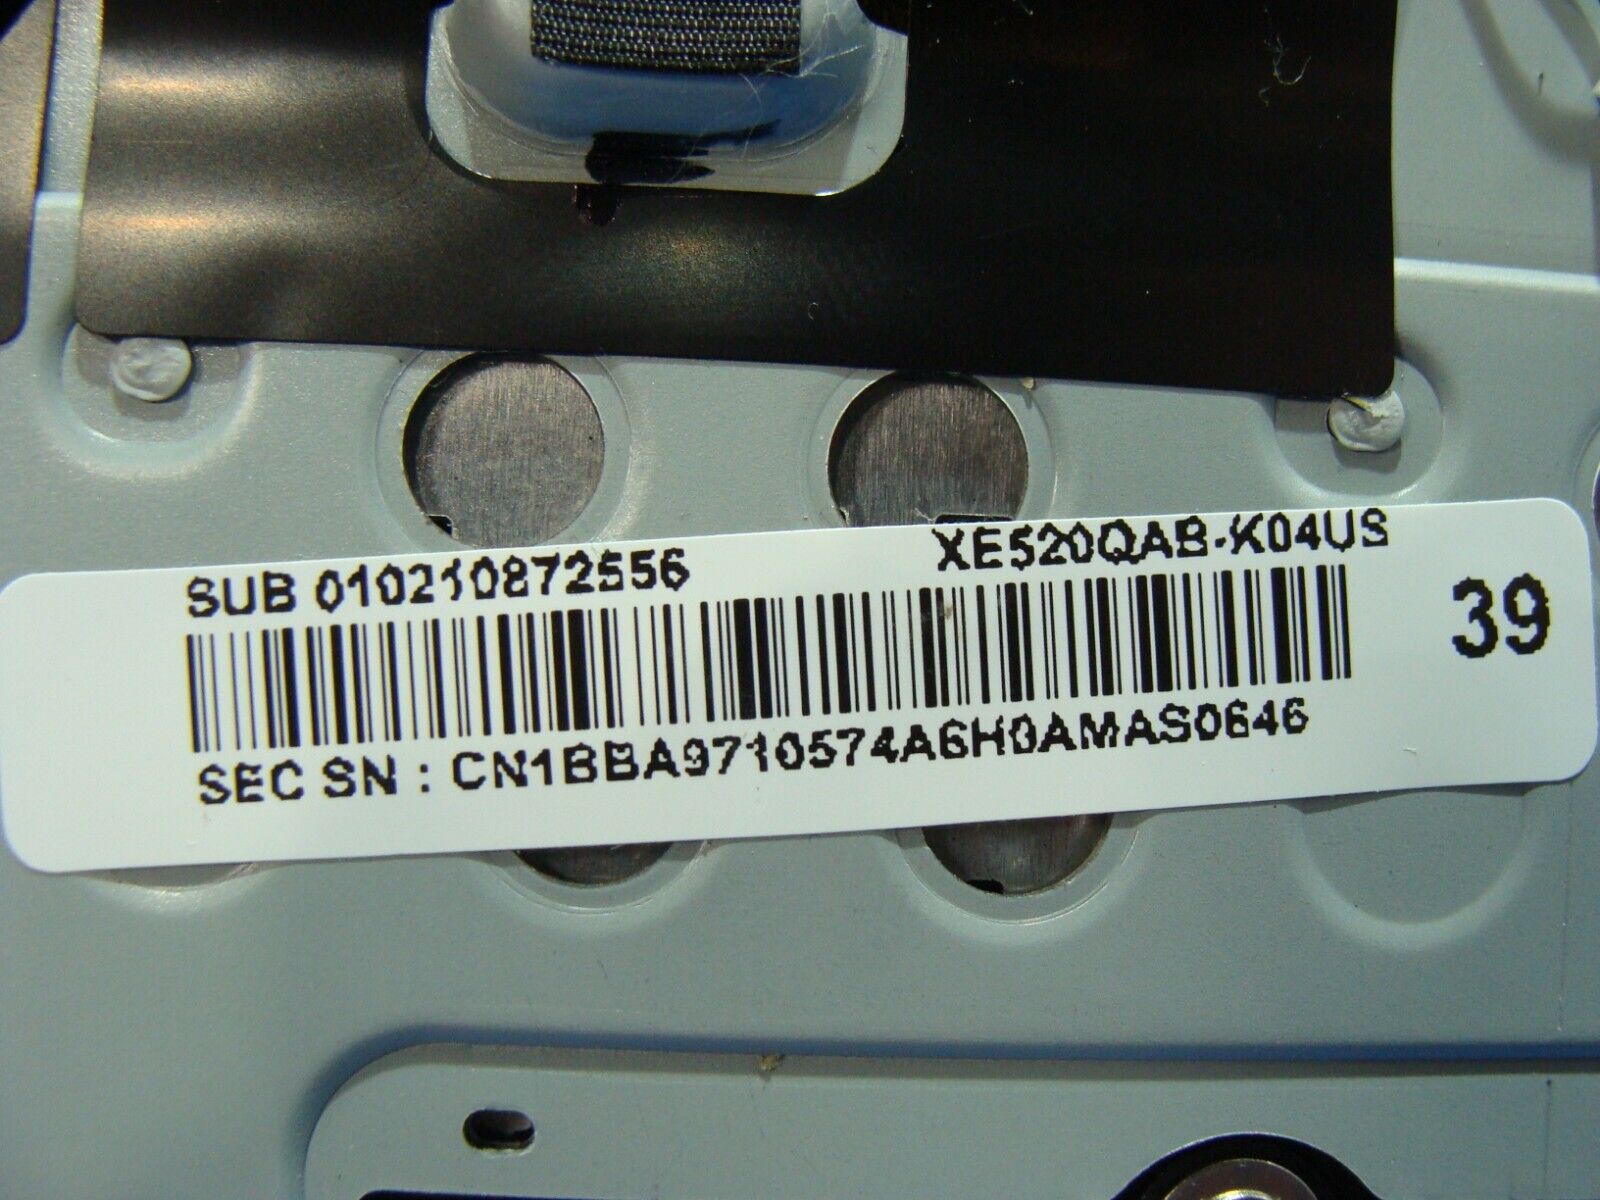 SUB 010210872556
XE520QAB-K04US
39
SEC SN : CN1BBA9710574A6H0AMAS0646